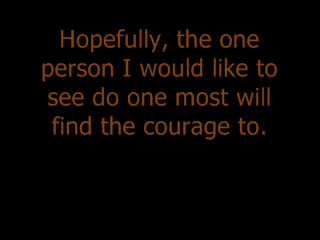 Hopefully, the one
person I would like to
see do one most will
find the courage to.